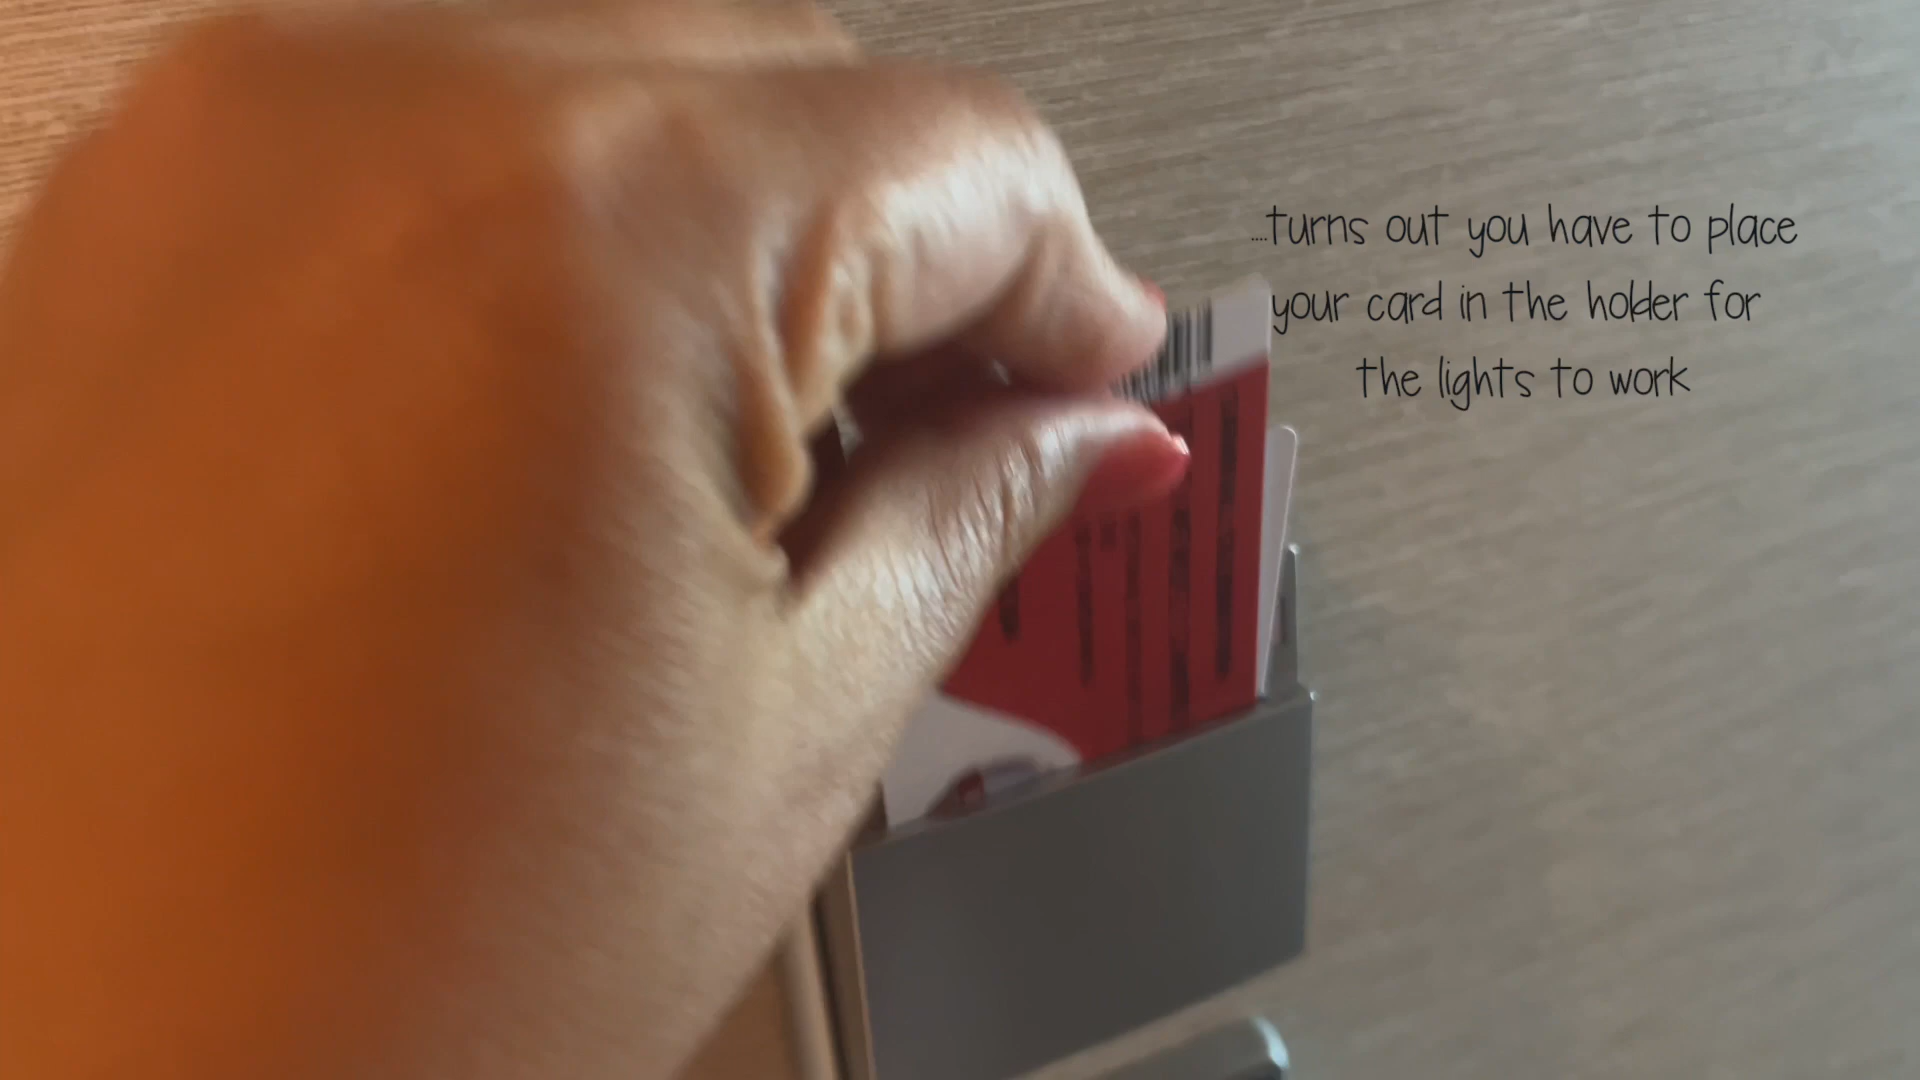 ....turns out you have to place
your card in the holder for
the lights to work